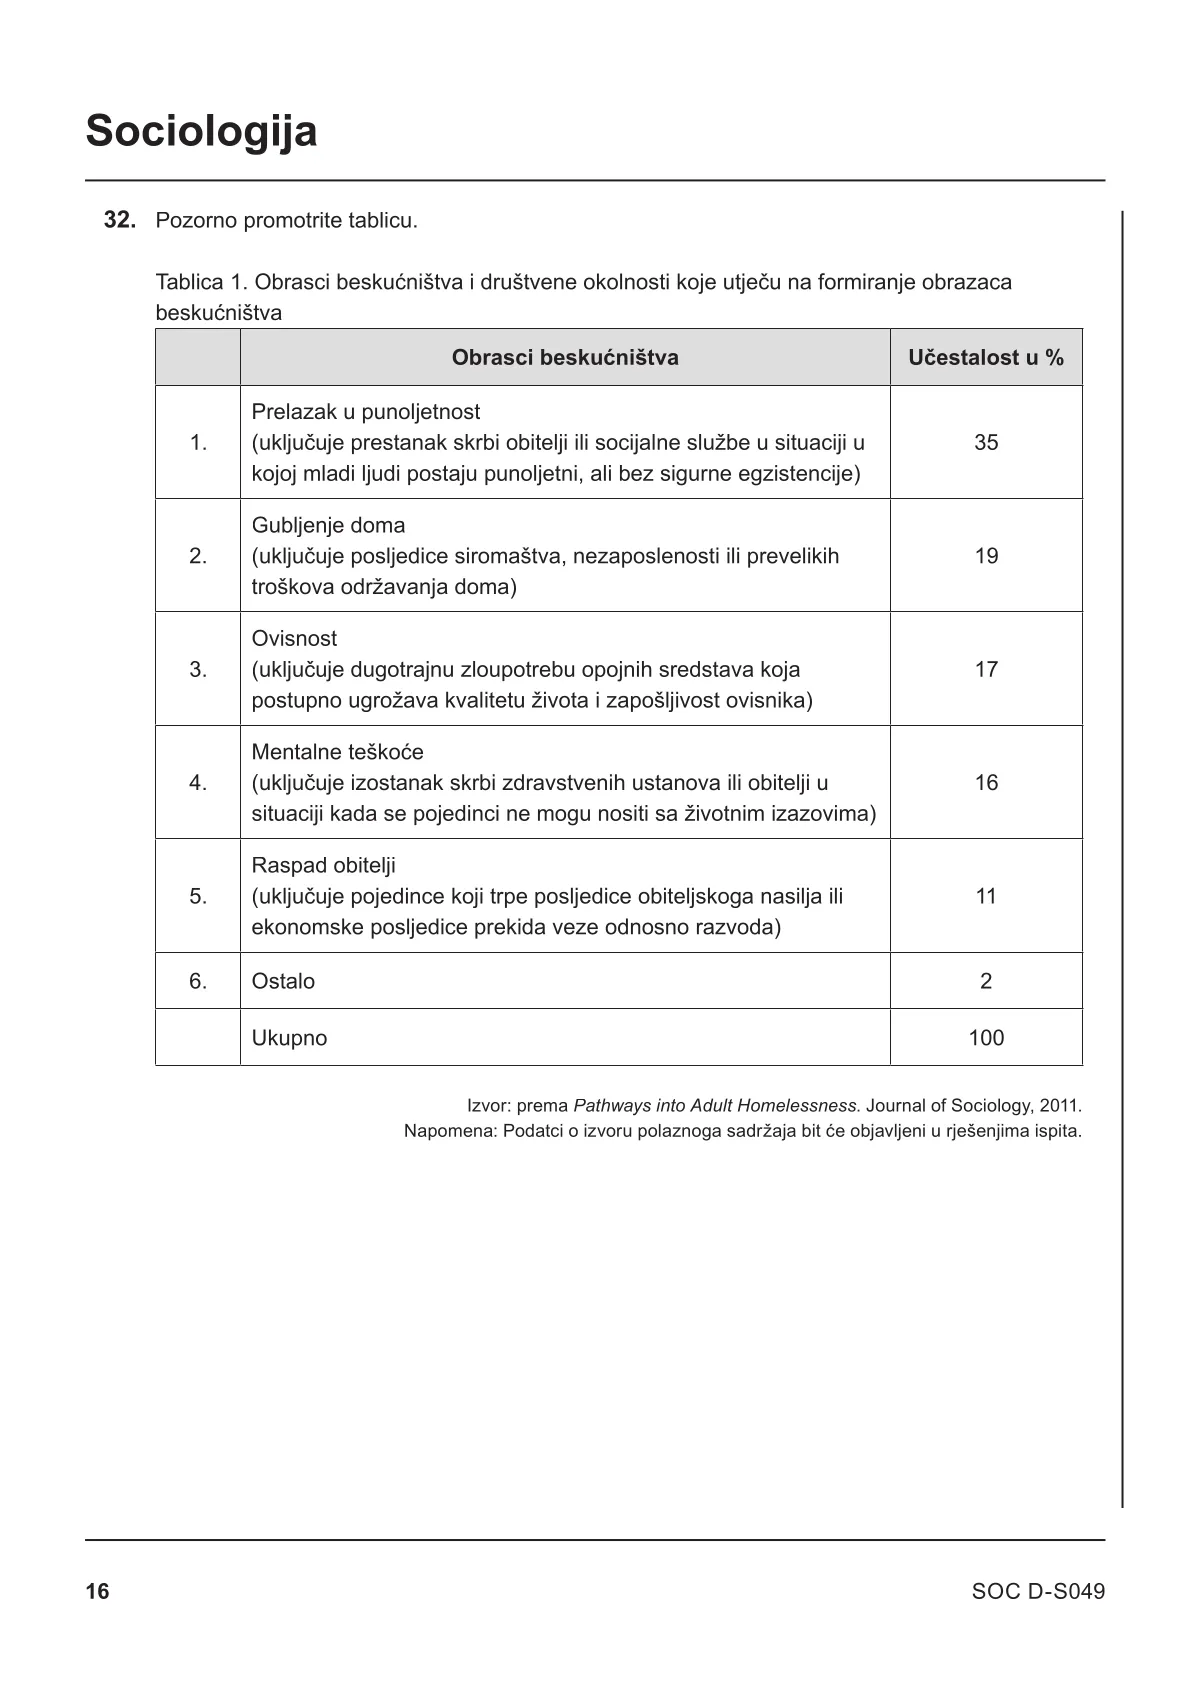 Sociologija
32. Pozorno promotrite tablicu.
Tablica 1. Obrasci beskućništva i društvene okolnosti koje utječu na formiranje obrazaca
beskućništva
Obrasci beskućništva Učestalost u %
Prelazak u punoljetnost
1. (uključuje prestanak skrbi obitelji ili socijalne službe u situaciji u 35
kojoj mladi ljudi postaju punoljetni, ali bez sigurne egzistencije)
Gubljenje doma
2. (uključuje posljedice siromaštva, nezaposlenosti ili prevelikih 19
troškova održavanja doma)
Ovisnost
3. (uključuje dugotrajnu zloupotrebu opojnih sredstava koja 17
postupno ugrožava kvalitetu života i zapošljivost ovisnika)
Mentalne teškoće
4. (uključuje izostanak skrbi zdravstvenih ustanova ili obitelji u 16
situaciji kada se pojedinci ne mogu nositi sa životnim izazovima)
Raspad obitelji
5. (uključuje pojedince koji trpe posljedice obiteljskoga nasilja ili 11
ekonomske posljedice prekida veze odnosno razvoda)
6. Ostalo 2
Ukupno 100
Izvor: prema Pathways into Adult Homelessness. Journal of Sociology, 2011.
Napomena: Podatci o izvoru polaznoga sadržaja bit će objavljeni u rješenjima ispita.
16 SOC D-S049